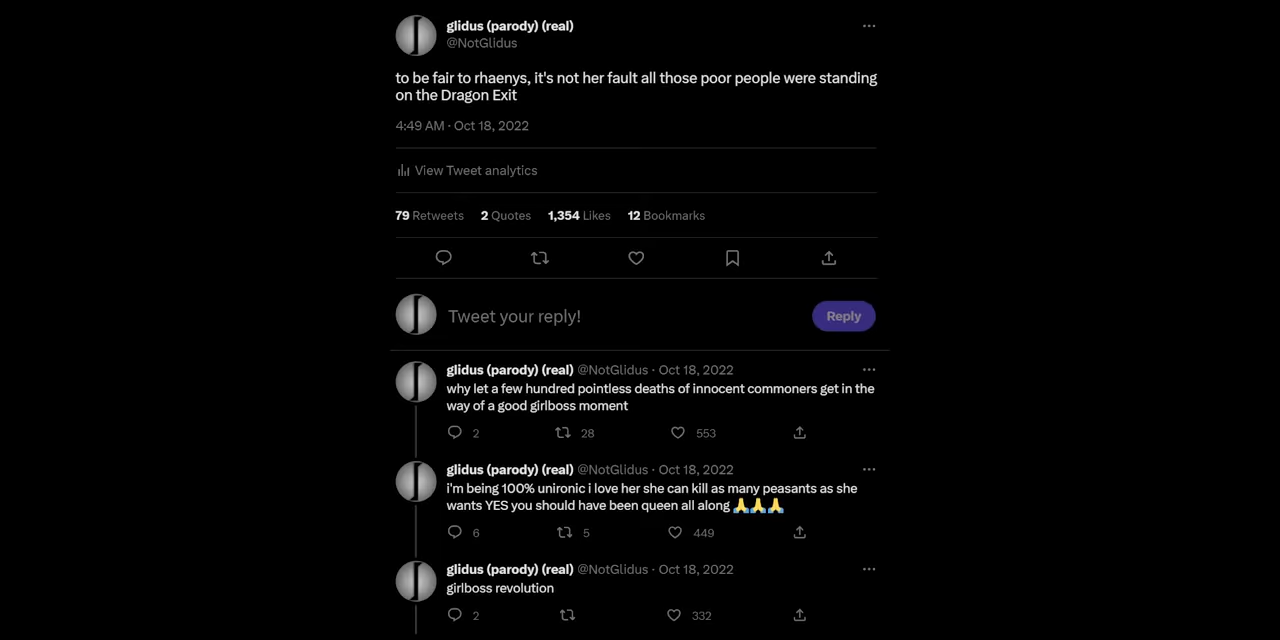 glidus (parody) (real)
@NotGlidus
to be fair to rhaenys, it's not her fault all those poor people were standing
on the Dragon Exit
4:49 AM · Oct 18, 2022
View Tweet analytics
79 Retweets 2 Quotes 1,354 Likes 12 Bookmarks
Tweet your reply!
Reply
glidus (parody) (real) @NotGlidus · Oct 18, 2022
why let a few hundred pointless deaths of innocent commoners get in the
way of a good girlboss moment
2 28 553
glidus (parody) (real) @NotGlidus · Oct 18, 2022
i'm being 100% unironic i love her she can kill as many peasants as she
wants YES you should have been queen all along 🙏🙏🙏
6 5 449
glidus (parody) (real) @NotGlidus · Oct 18, 2022
girlboss revolution
2 332